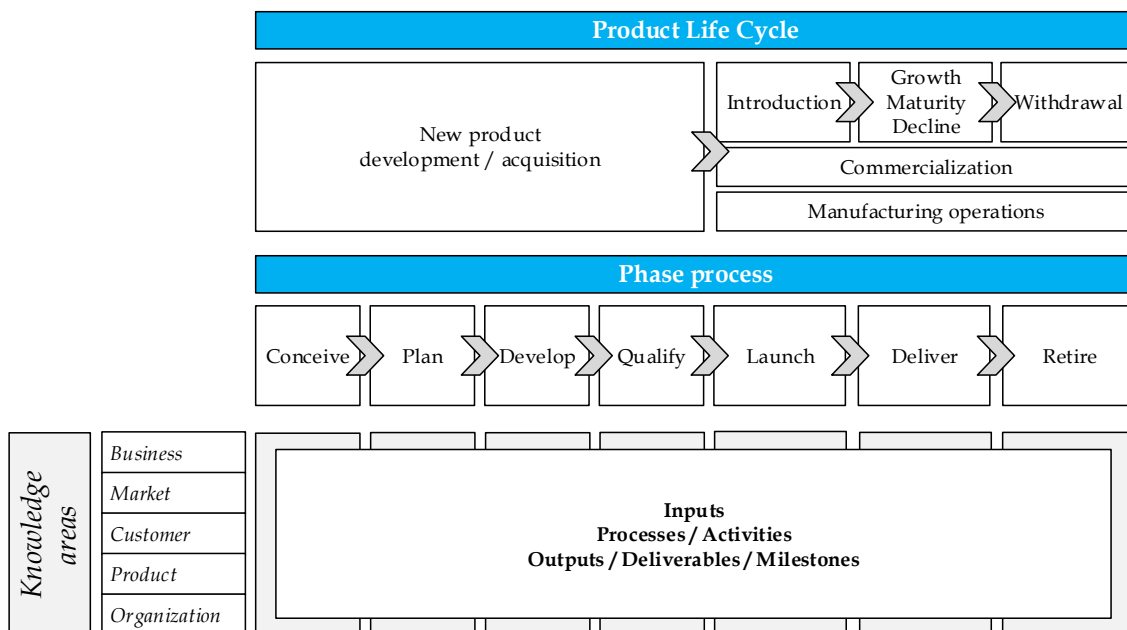 Product Life Cycle
New product
development / acquisition
Introduction
Growth
Maturity
Decline
Withdrawal
Commercialization
Manufacturing operations
Phase process
Conceive
Plan
Develop
Qualify
Launch
Deliver
Retire
Knowledge
areas
Business
Market
Customer
Product
Organization
Inputs
Processes / Activities
Outputs / Deliverables / Milestones